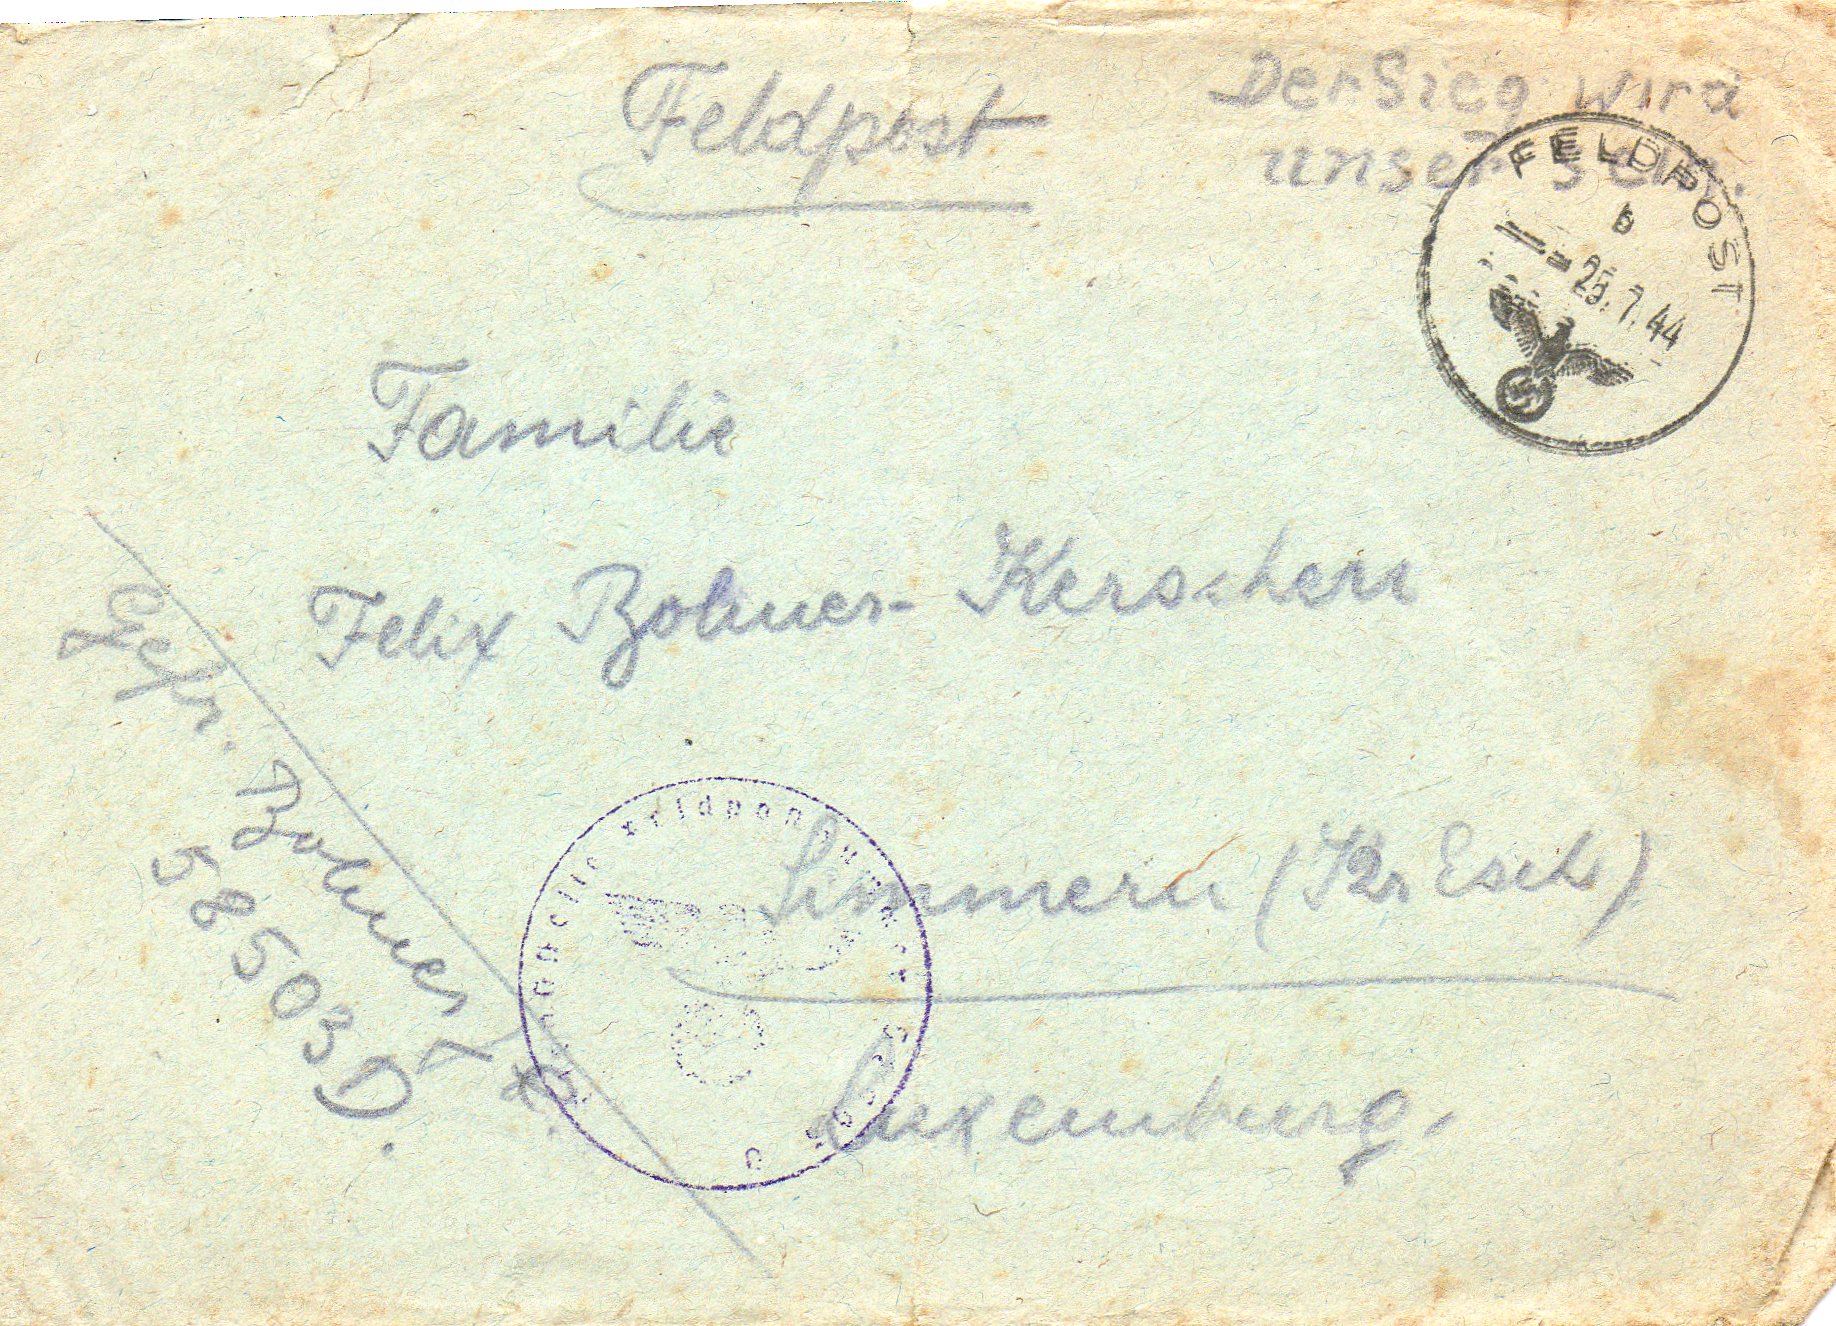 Feldpost
Der Sieg wird
unser sein.
FELDPOST
b
25.7.44
Familie
Felix Bohner-Kerschen
Simmern (Kr Esch)
Luxemburg.
Gefr. Bohner
58503 D.